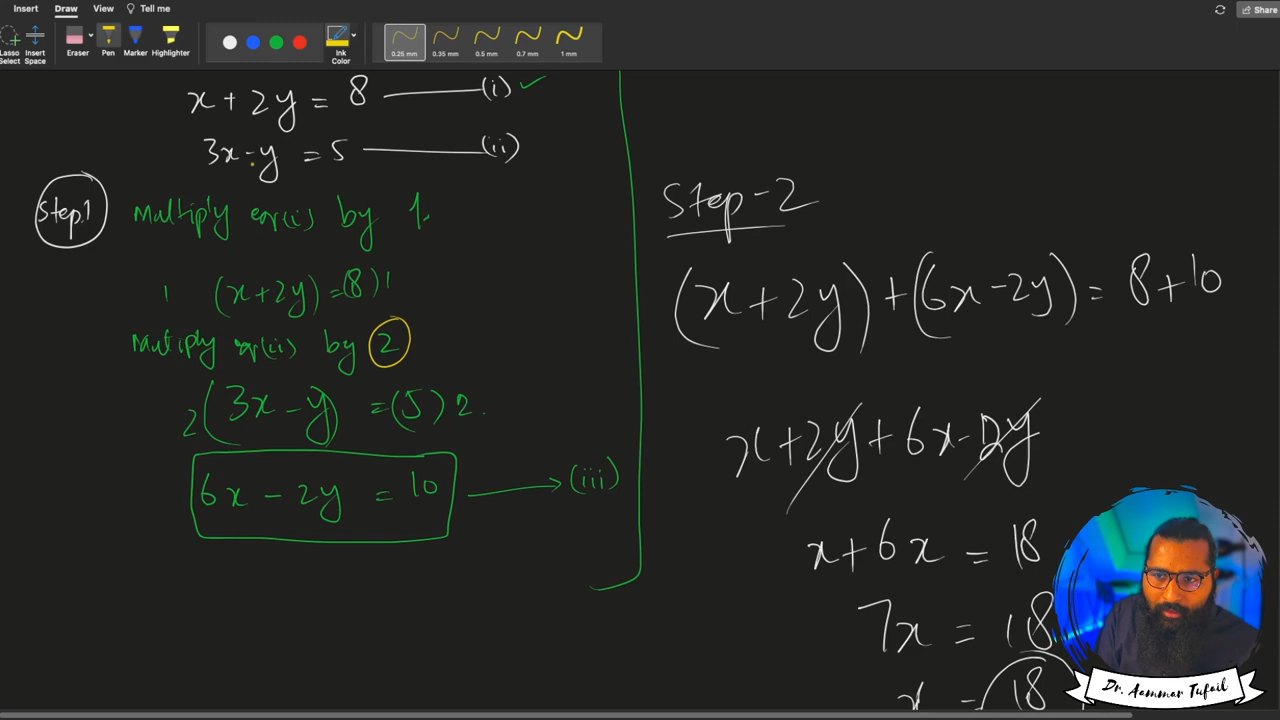 Insert Draw View Tell me
Share
Lasso Select
Insert Space
Eraser
Pen
Marker
Highlighter
Ink Color
0.25 mm
0.35 mm
0.5 mm
0.7 mm
1 mm
x + 2y = 8 (i) ✓
3x - y = 5 (ii)
Step.1
Multiply eq(i) by 1.
1 (x+2y)=(8)1
Multiply eq(ii) by 2
2(3x - y) = (5)2.
6x - 2y = 10 → (iii)
Step-2
(x+2y)+(6x-2y) = 8+10
x+2y+6x-2y
x+6x = 18
7x = 18
x = 18
Dr. Aammar Tufail